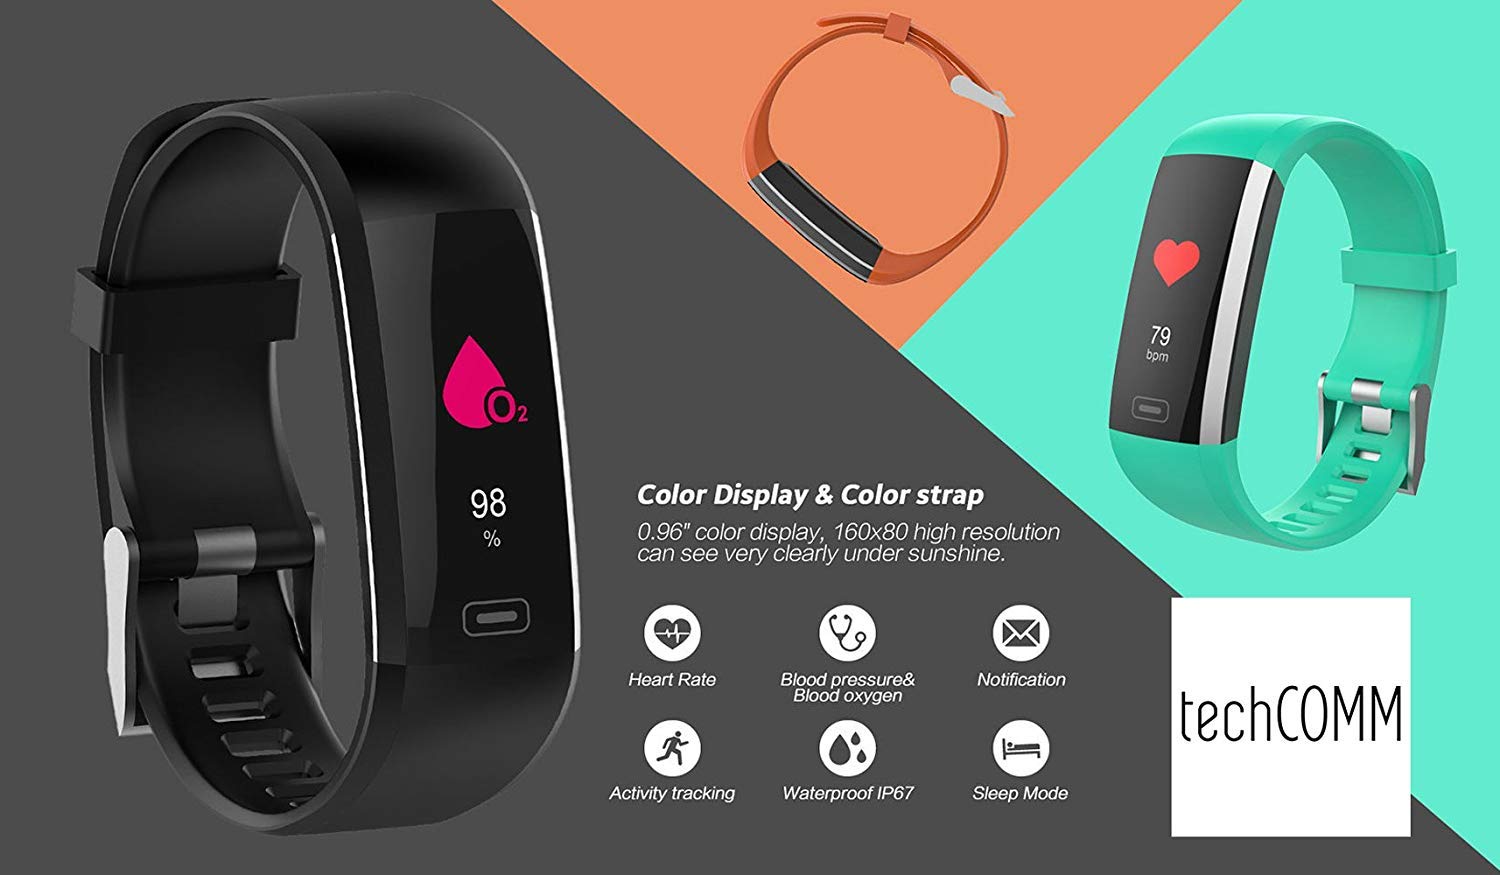 O2
98
%
79
bpm
Color Display & Color strap
0.96" color display, 160x80 high resolution
can see very clearly under sunshine.
Heart Rate
Blood pressure&
Blood oxygen
Notification
Activity tracking
Waterproof IP67
Sleep Mode
techCOMM